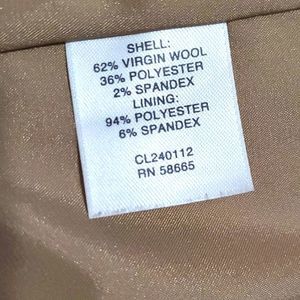 SHELL:
62% VIRGIN WOOL
36% POLYESTER
2% SPANDEX
LINING:
94% POLYESTER
6% SPANDEX
CL240112
RN 58665